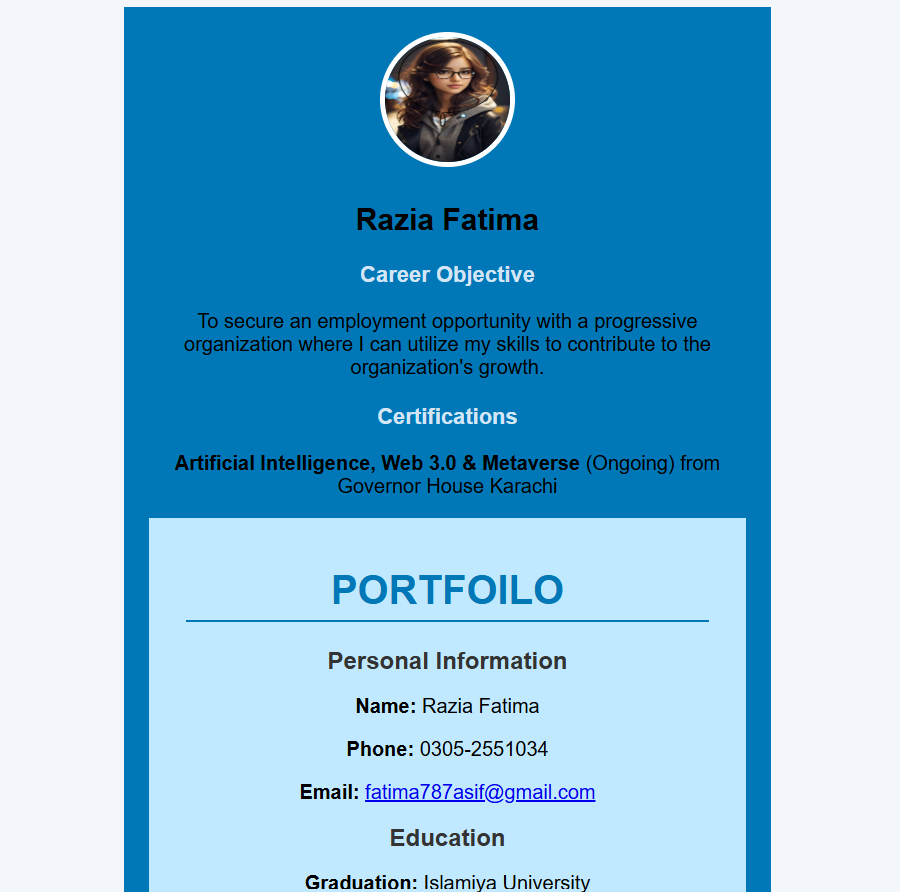 Razia Fatima
Career Objective
To secure an employment opportunity with a progressive
organization where I can utilize my skills to contribute to the
organization's growth.
Certifications
Artificial Intelligence, Web 3.0 & Metaverse (Ongoing) from
Governor House Karachi
PORTFOILO
Personal Information
Name: Razia Fatima
Phone: 0305-2551034
Email: fatima787asif@gmail.com
Education
Graduation: Islamiya University